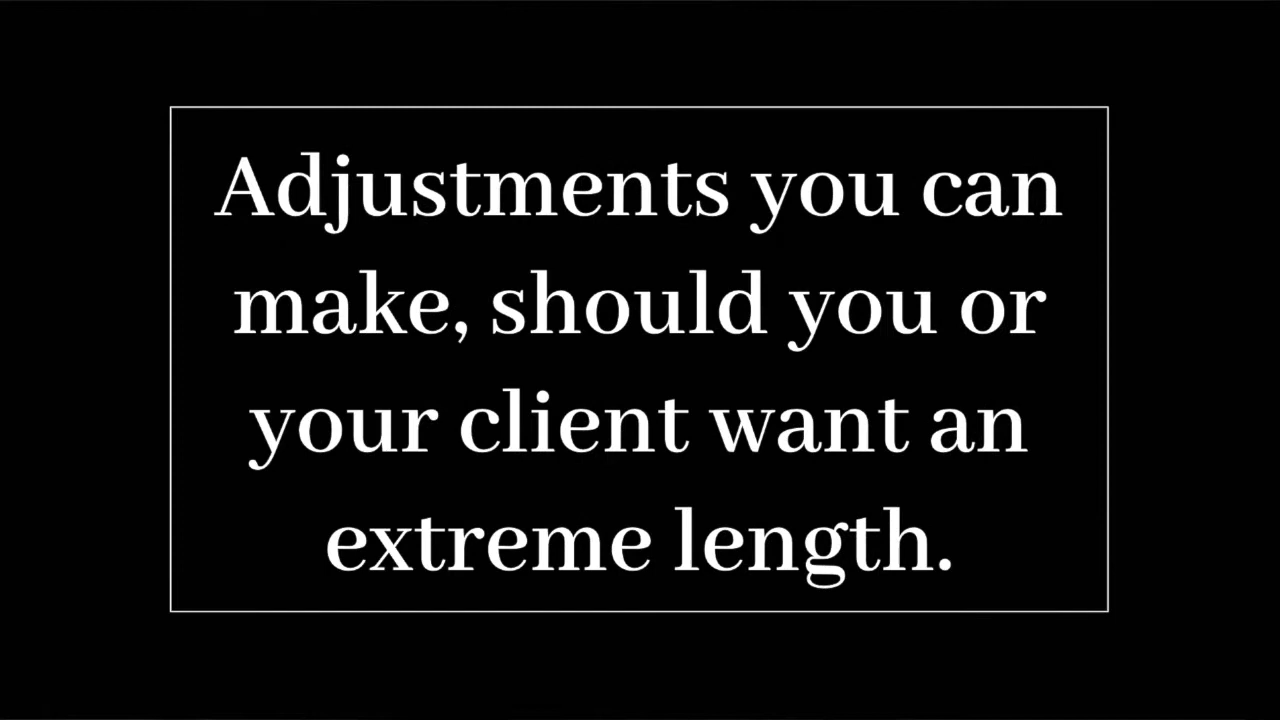 Adjustments you can
make, should you or
your client want an
extreme length.